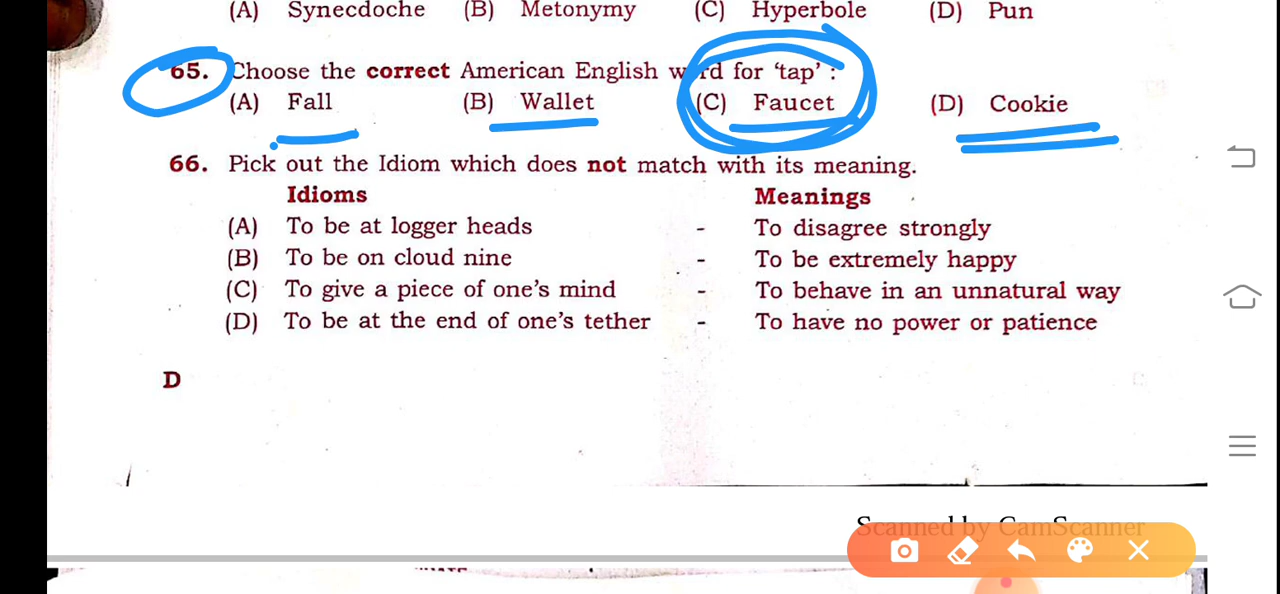 (A) Synecdoche (B) Metonymy (C) Hyperbole (D) Pun
65. Choose the correct American English word for ‘tap’ :
(A) Fall (B) Wallet (C) Faucet (D) Cookie
66. Pick out the Idiom which does not match with its meaning.
Idioms Meanings
(A) To be at logger heads - To disagree strongly
(B) To be on cloud nine - To be extremely happy
(C) To give a piece of one’s mind - To behave in an unnatural way
(D) To be at the end of one’s tether - To have no power or patience
D
Scanned by CamScanner